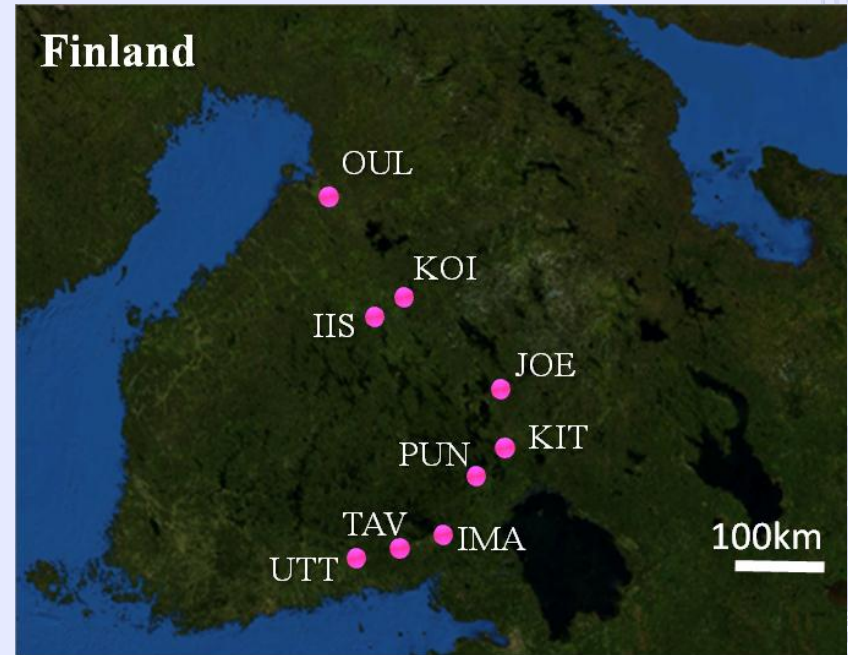 Finland
OUL
KOI
IIS
JOE
KIT
PUN
TAV
IMA
UTT
100km